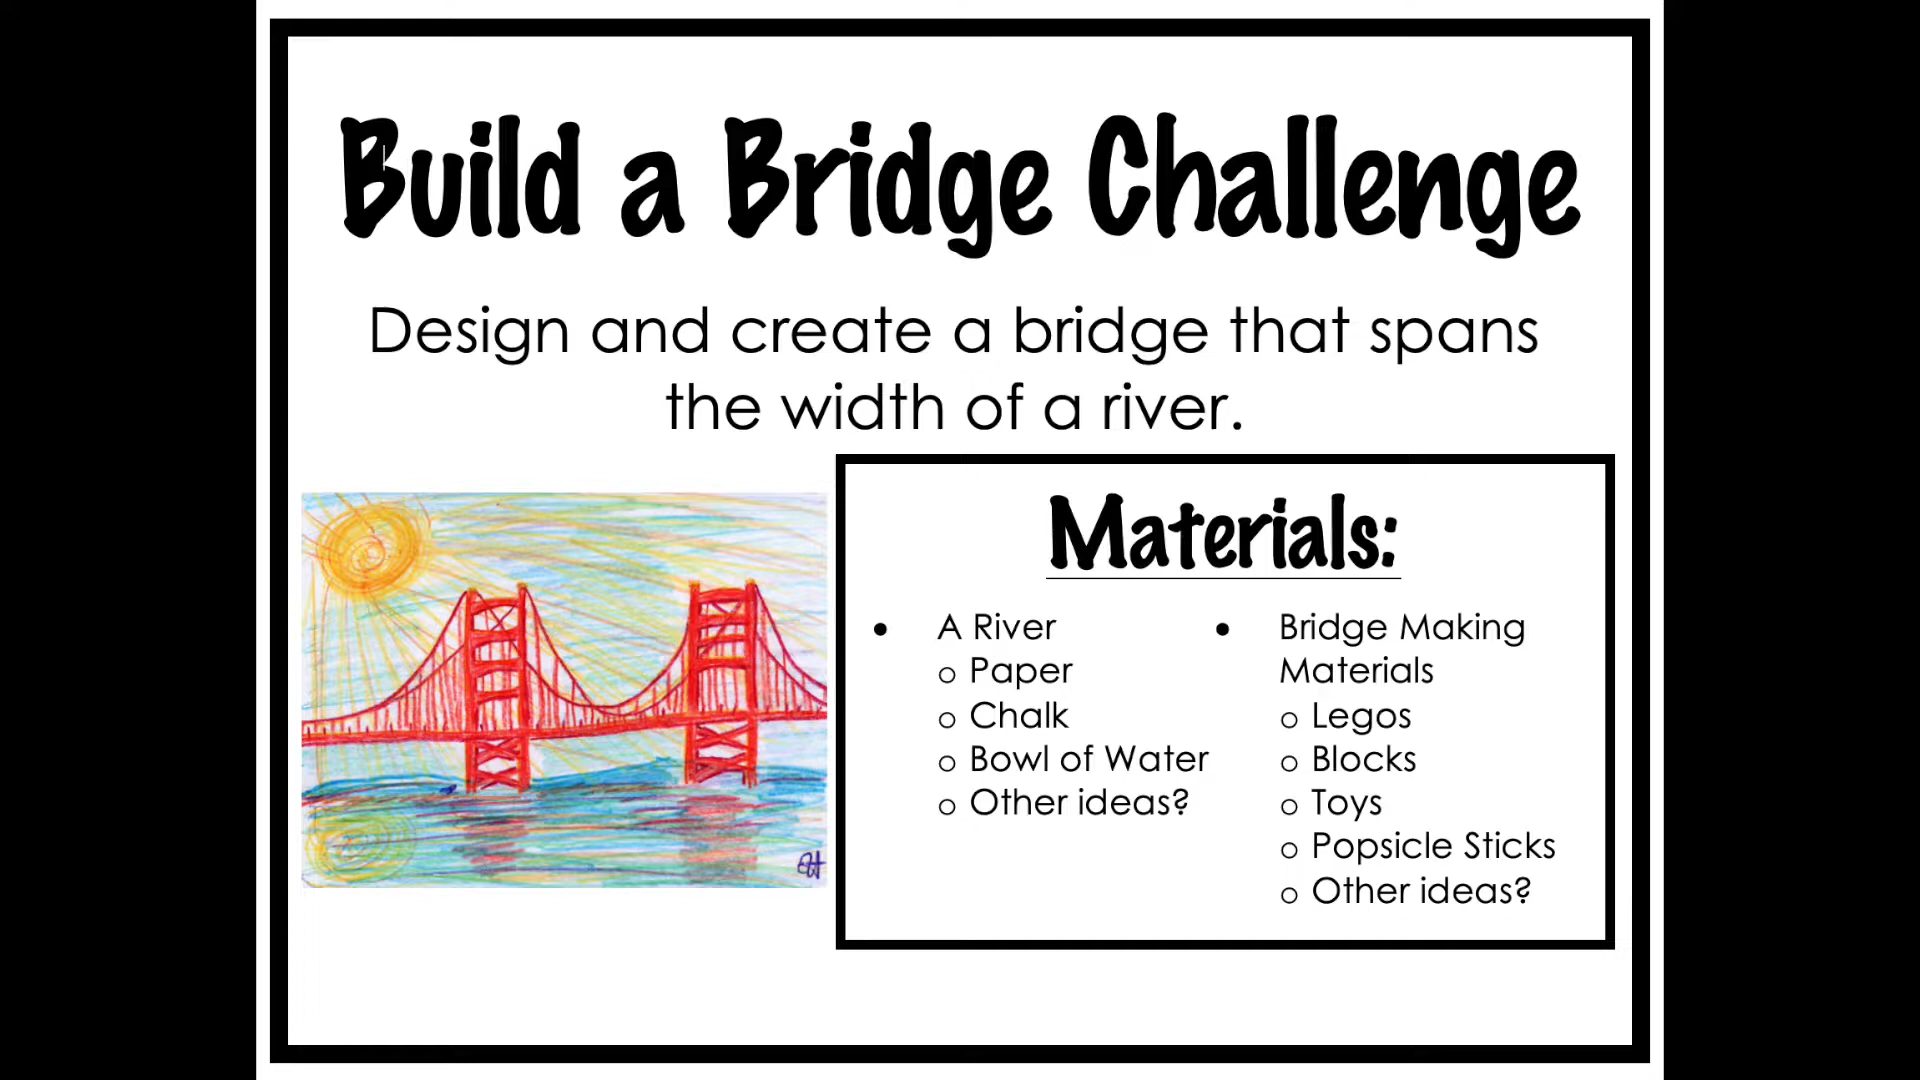 Build a Bridge Challenge
Design and create a bridge that spans
the width of a river.
Materials:
• A River
o Paper
o Chalk
o Bowl of Water
o Other ideas?
• Bridge Making
Materials
o Legos
o Blocks
o Toys
o Popsicle Sticks
o Other ideas?